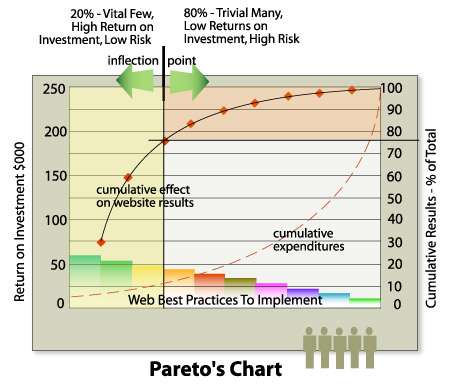 20% - Vital Few,
High Return on
Investment, Low Risk
80% - Trivial Many,
Low Returns on
Investment, High Risk
inflection point
250
200
150
100
50
0
Return on Investment $000
100
90
80
70
60
50
40
30
20
10
0
Cumulative Results - % of Total
cumulative effect
on website results
cumulative
expenditures
Web Best Practices To Implement
Pareto's Chart